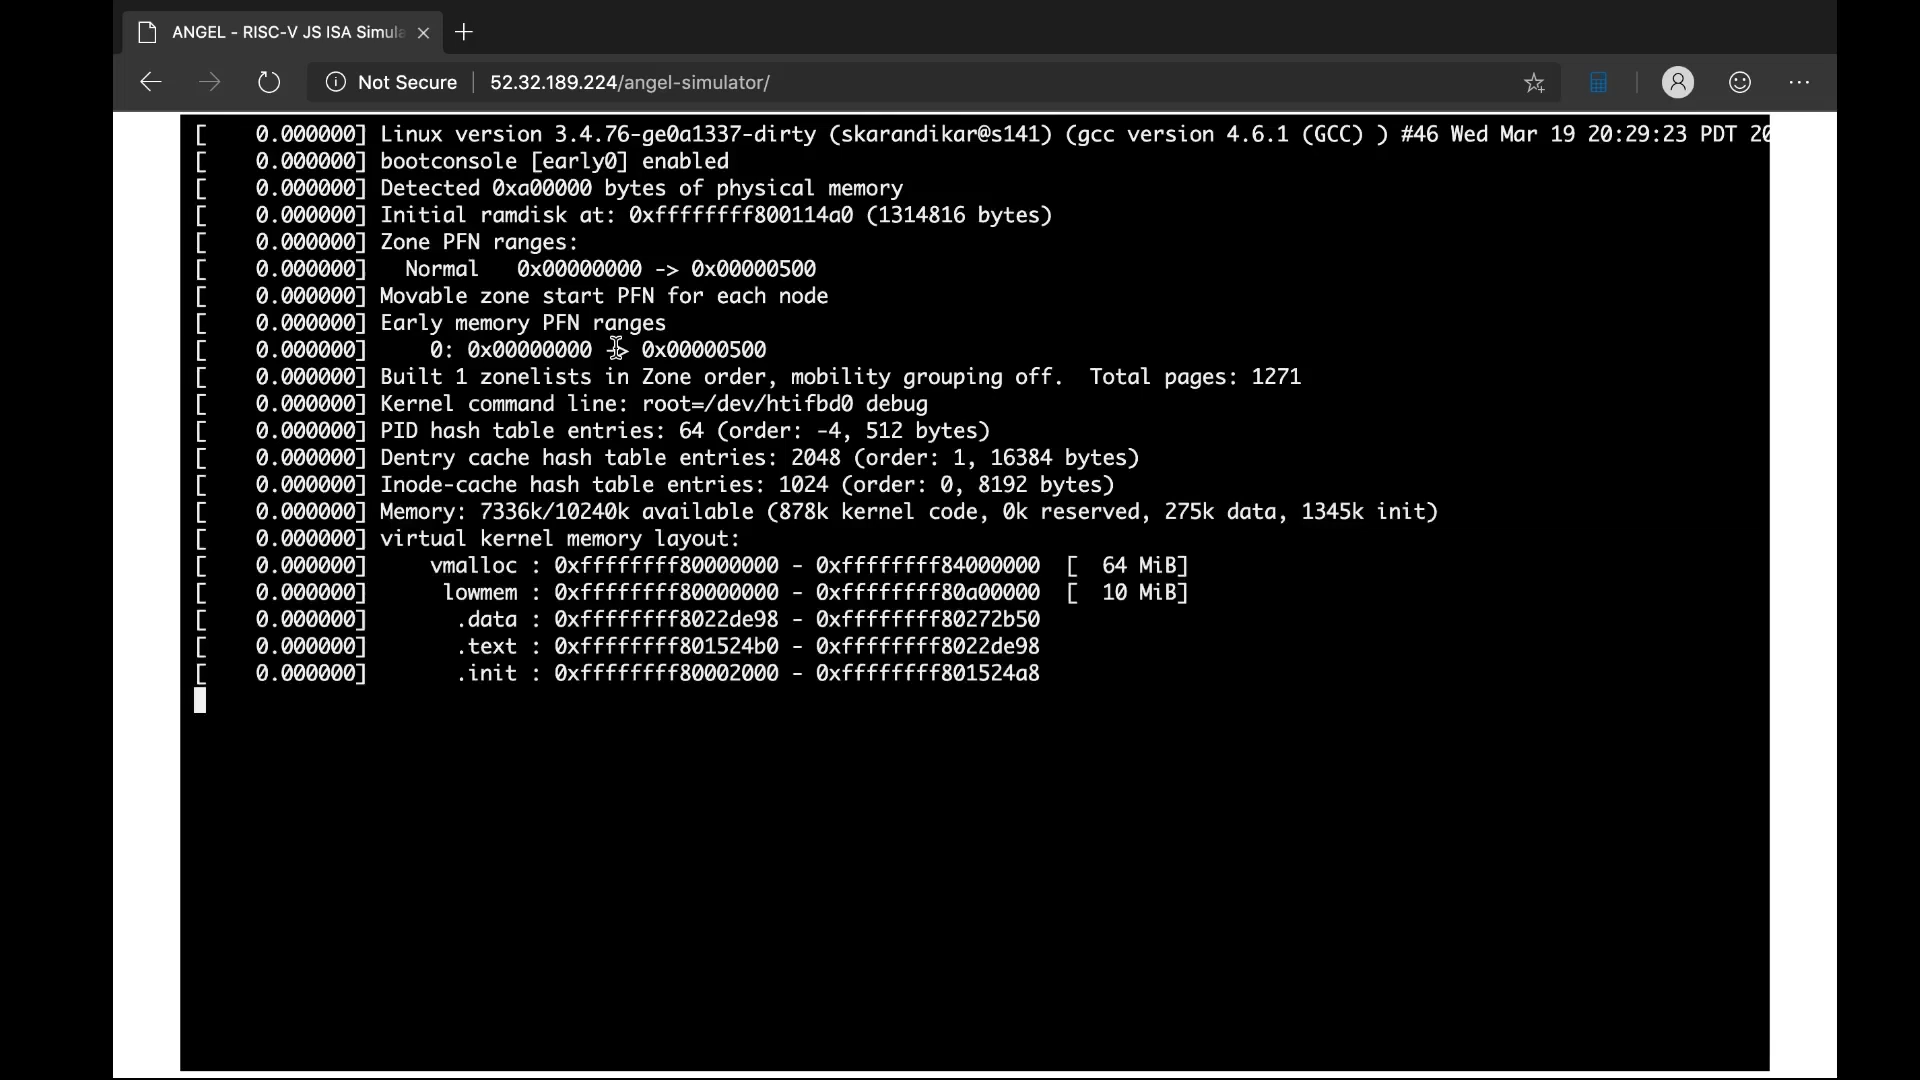 ANGEL - RISC-V JS ISA Simula
Not Secure 52.32.189.224/angel-simulator/
[    0.000000] Linux version 3.4.76-ge0a1337-dirty (skarandikar@s141) (gcc version 4.6.1 (GCC) ) #46 Wed Mar 19 20:29:23 PDT 20
[    0.000000] bootconsole [early0] enabled
[    0.000000] Detected 0xa00000 bytes of physical memory
[    0.000000] Initial ramdisk at: 0xffffffff800114a0 (1314816 bytes)
[    0.000000] Zone PFN ranges:
[    0.000000]   Normal   0x00000000 -> 0x00000500
[    0.000000] Movable zone start PFN for each node
[    0.000000] Early memory PFN ranges
[    0.000000]     0: 0x00000000 -> 0x00000500
[    0.000000] Built 1 zonelists in Zone order, mobility grouping off.  Total pages: 1271
[    0.000000] Kernel command line: root=/dev/htifbd0 debug
[    0.000000] PID hash table entries: 64 (order: -4, 512 bytes)
[    0.000000] Dentry cache hash table entries: 2048 (order: 1, 16384 bytes)
[    0.000000] Inode-cache hash table entries: 1024 (order: 0, 8192 bytes)
[    0.000000] Memory: 7336k/10240k available (878k kernel code, 0k reserved, 275k data, 1345k init)
[    0.000000] virtual kernel memory layout:
[    0.000000]     vmalloc : 0xffffffff80000000 - 0xffffffff84000000  [  64 MiB]
[    0.000000]      lowmem : 0xffffffff80000000 - 0xffffffff80a00000  [  10 MiB]
[    0.000000]       .data : 0xffffffff8022de98 - 0xffffffff80272b50
[    0.000000]       .text : 0xffffffff801524b0 - 0xffffffff8022de98
[    0.000000]       .init : 0xffffffff80002000 - 0xffffffff801524a8